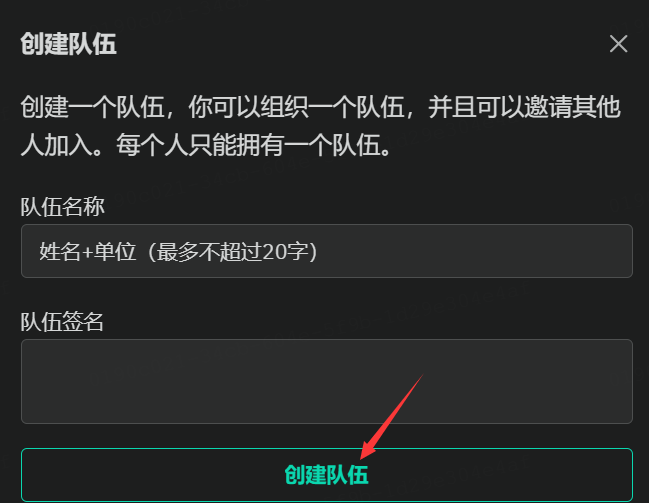 创建队伍
创建一个队伍，你可以组织一个队伍，并且可以邀请其他
人加入。每个人只能拥有一个队伍。
队伍名称
姓名+单位（最多不超过20字）
队伍签名
创建队伍